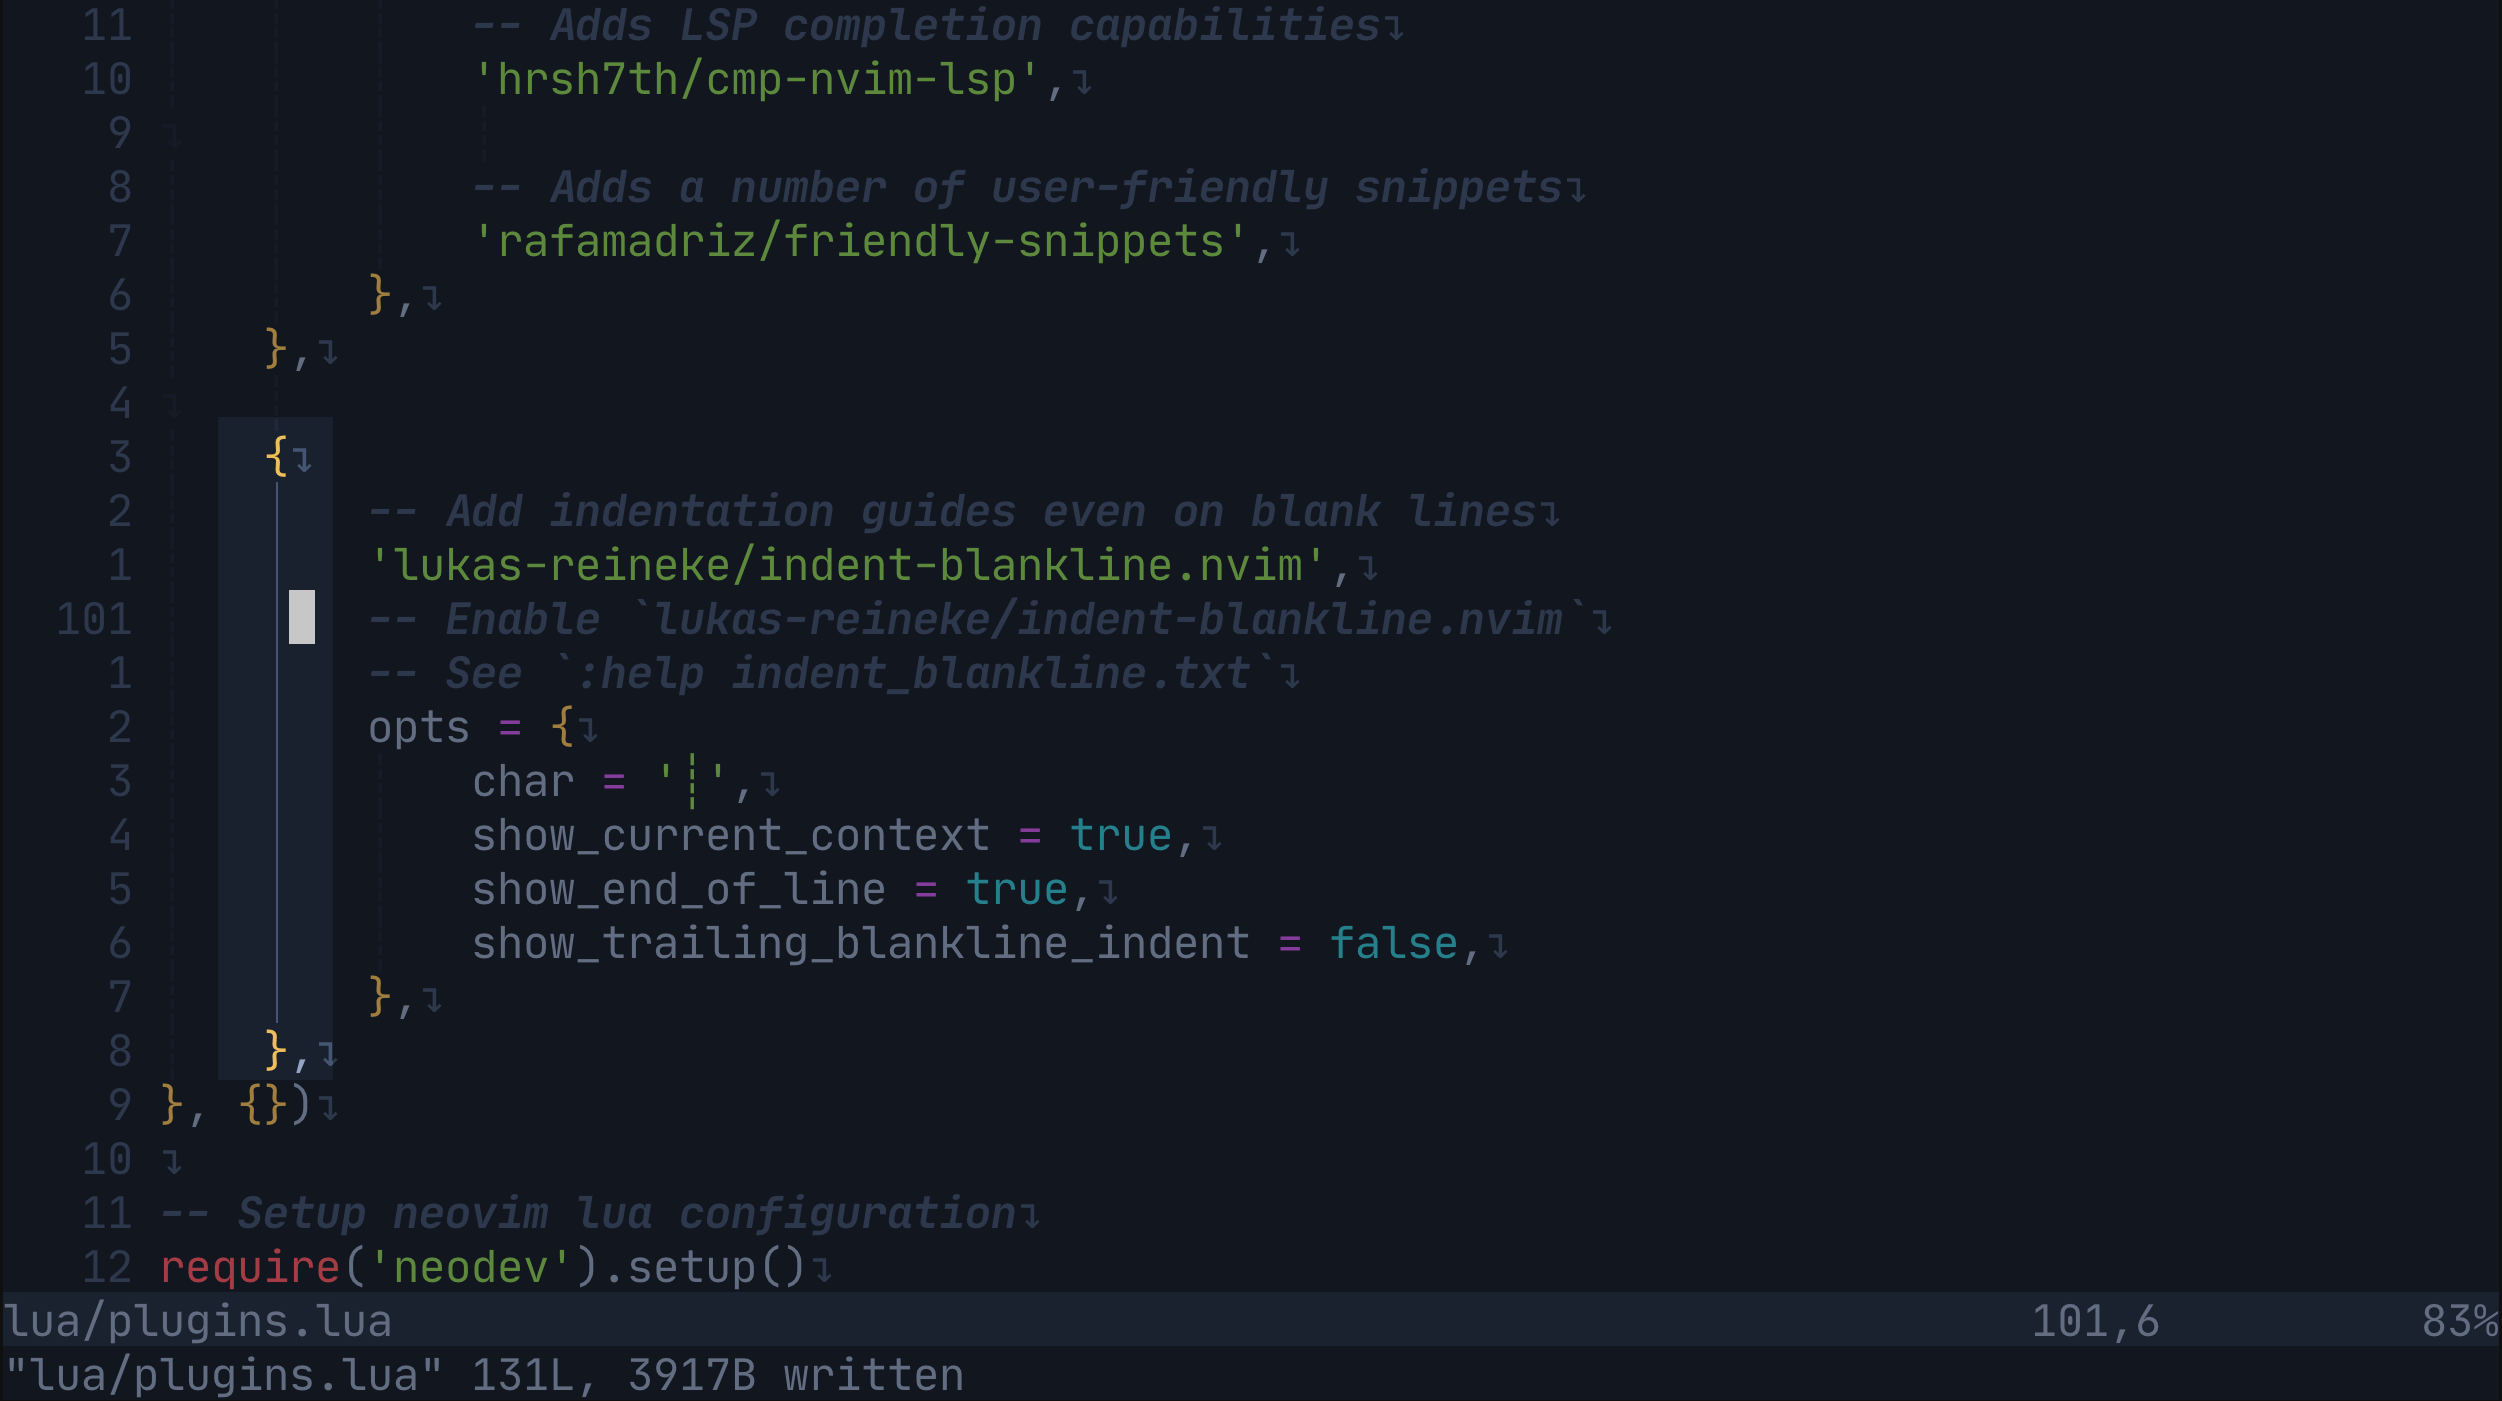 11 -- Adds LSP completion capabilities↴
10 'hrsh7th/cmp-nvim-lsp',↴
9 ↴
8 -- Adds a number of user-friendly snippets↴
7 'rafamadriz/friendly-snippets',↴
6 },↴
5 },↴
4 ↴
3 {↴
2 -- Add indentation guides even on blank lines↴
1 'lukas-reineke/indent-blankline.nvim',↴
101 -- Enable `lukas-reineke/indent-blankline.nvim`↴
1 -- See `:help indent_blankline.txt`↴
2 opts = {↴
3 char = '┊',↴
4 show_current_context = true,↴
5 show_end_of_line = true,↴
6 show_trailing_blankline_indent = false,↴
7 },↴
8 },↴
9 }, {})↴
10 ↴
11 -- Setup neovim lua configuration↴
12 require('neodev').setup()↴
lua/plugins.lua 101,6 83%
"lua/plugins.lua" 131L, 3917B written